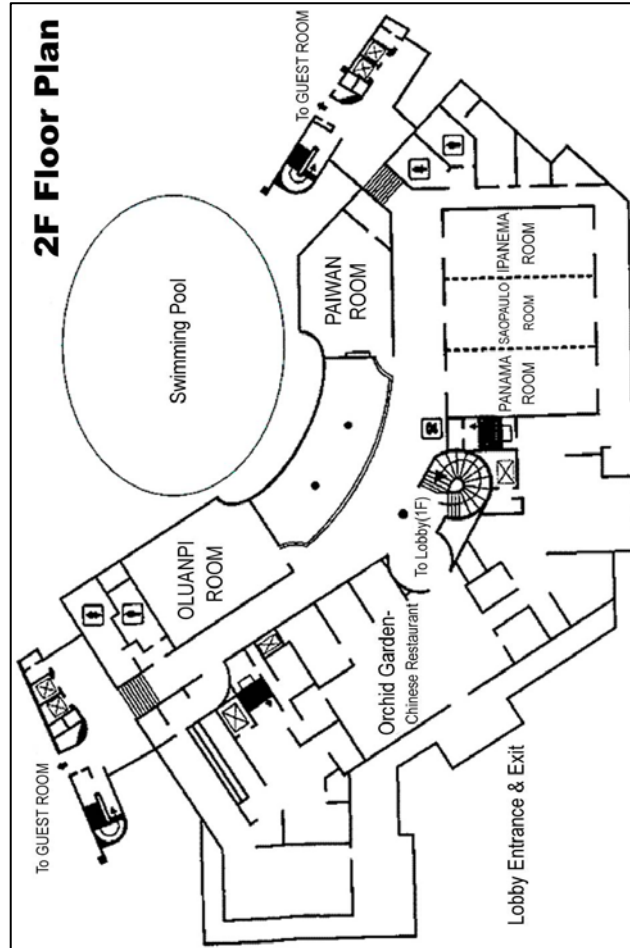 2F Floor Plan
To GUEST ROOM
Swimming Pool
PAIWAN
ROOM
IPANEMA
ROOM
SAOPAULO
ROOM
PANAMA
ROOM
OLUANPI
ROOM
To Lobby(1F)
Orchid Garden-
Chinese Restaurant
To GUEST ROOM
Lobby Entrance & Exit